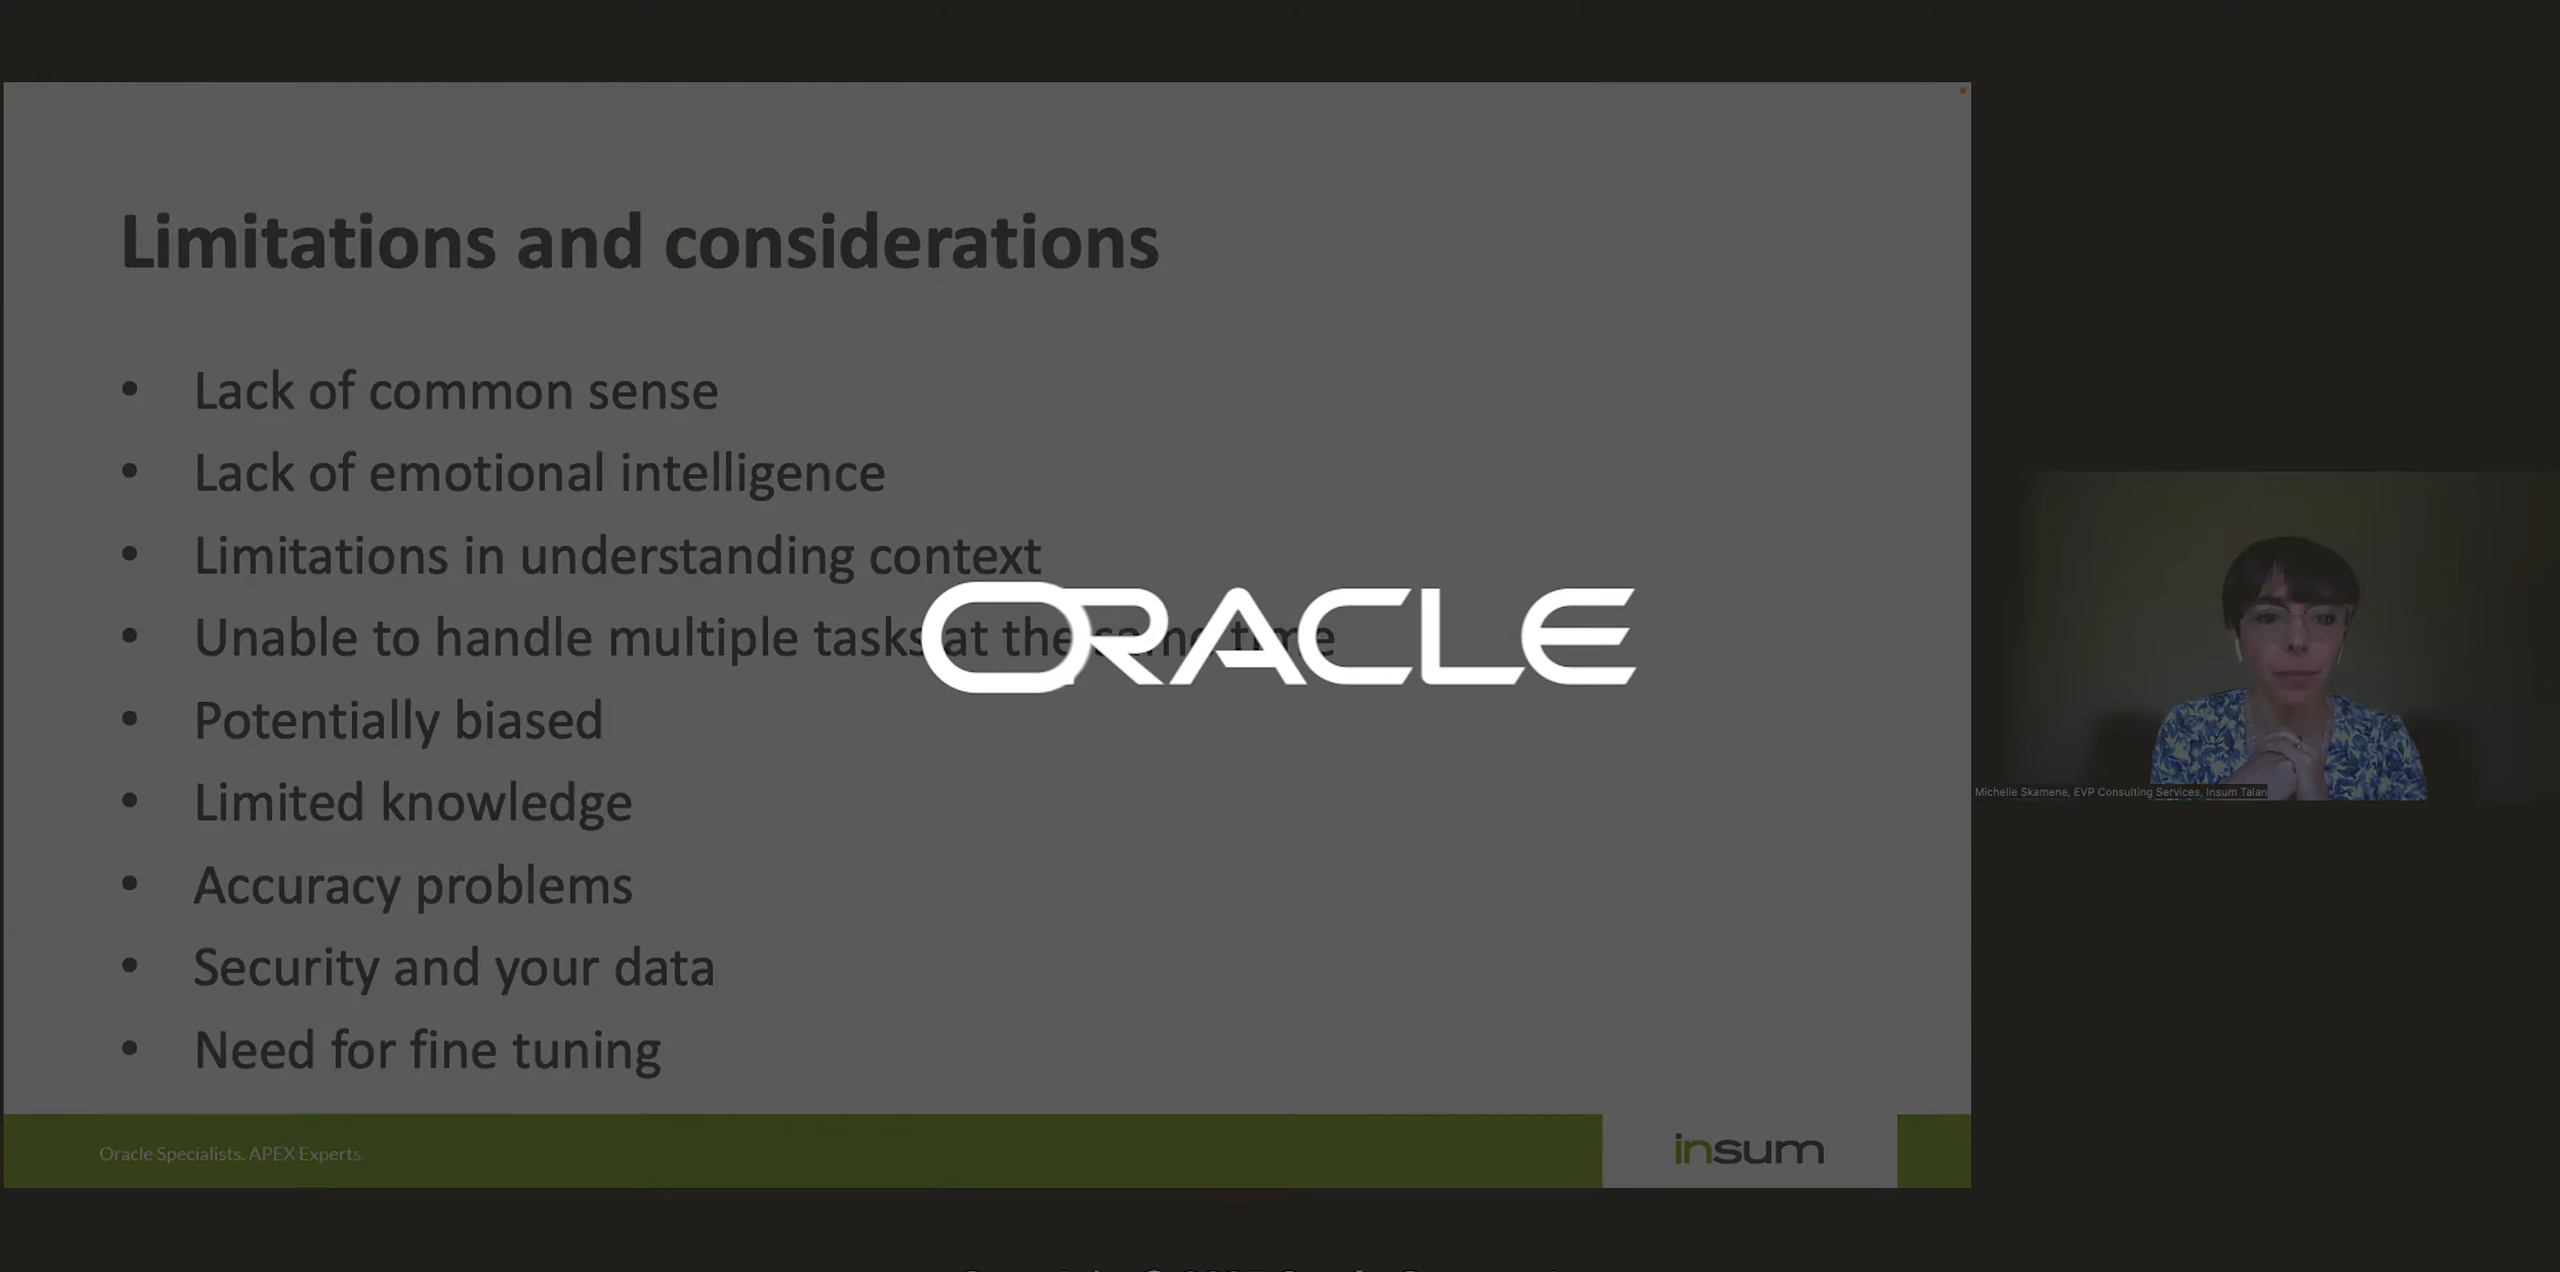 Limitations and considerations
• Lack of common sense
• Lack of emotional intelligence
• Limitations in understanding context
• Unable to handle multiple tasks at the same time
ORACLE
• Potentially biased
• Limited knowledge
Michelle Skamene, EVP Consulting Services, Insum Talan
• Accuracy problems
• Security and your data
• Need for fine tuning
Oracle Specialists. APEX Experts.
insum